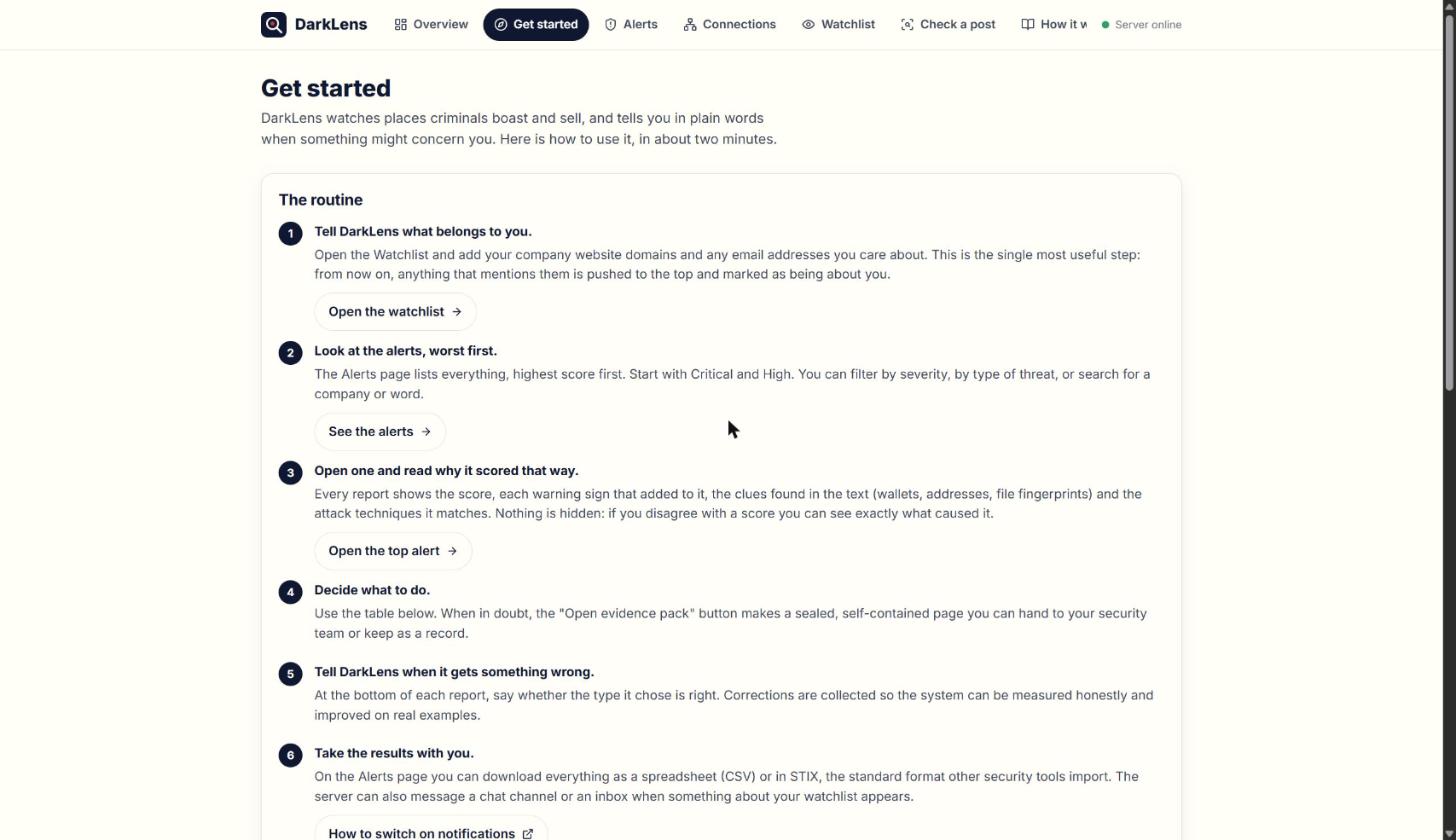 DarkLens
Overview
Get started
Alerts
Connections
Watchlist
Check a post
How it w
Server online
Get started
DarkLens watches places criminals boast and sell, and tells you in plain words
when something might concern you. Here is how to use it, in about two minutes.
The routine
1
Tell DarkLens what belongs to you.
Open the Watchlist and add your company website domains and any email addresses you care about. This is the single most useful step:
from now on, anything that mentions them is pushed to the top and marked as being about you.
Open the watchlist →
2
Look at the alerts, worst first.
The Alerts page lists everything, highest score first. Start with Critical and High. You can filter by severity, by type of threat, or search for a
company or word.
See the alerts →
3
Open one and read why it scored that way.
Every report shows the score, each warning sign that added to it, the clues found in the text (wallets, addresses, file fingerprints) and the
attack techniques it matches. Nothing is hidden: if you disagree with a score you can see exactly what caused it.
Open the top alert →
4
Decide what to do.
Use the table below. When in doubt, the "Open evidence pack" button makes a sealed, self-contained page you can hand to your security
team or keep as a record.
5
Tell DarkLens when it gets something wrong.
At the bottom of each report, say whether the type it chose is right. Corrections are collected so the system can be measured honestly and
improved on real examples.
6
Take the results with you.
On the Alerts page you can download everything as a spreadsheet (CSV) or in STIX, the standard format other security tools import. The
server can also message a chat channel or an inbox when something about your watchlist appears.
How to switch on notifications